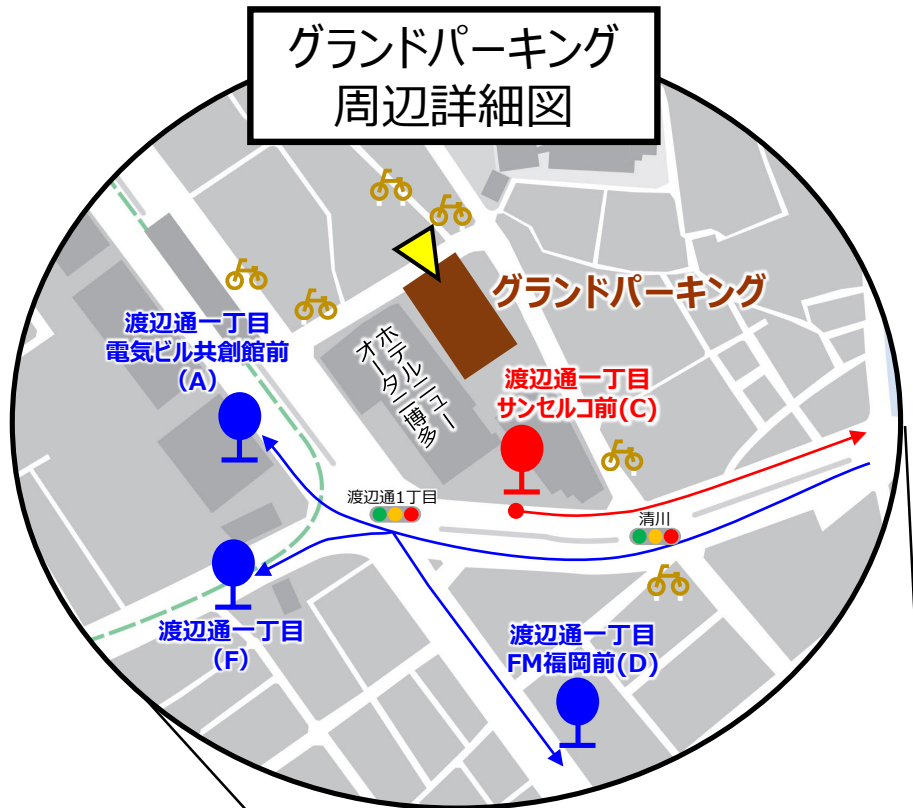 グランドパーキング
周辺詳細図
グランドパーキング
渡辺通一丁目
電気ビル共創館前
（A）
ホテルニュー
オータニ博多
渡辺通一丁目
サンセルコ前(C)
渡辺通1丁目
清川
渡辺通一丁目
（F）
渡辺通一丁目
FM福岡前(D)